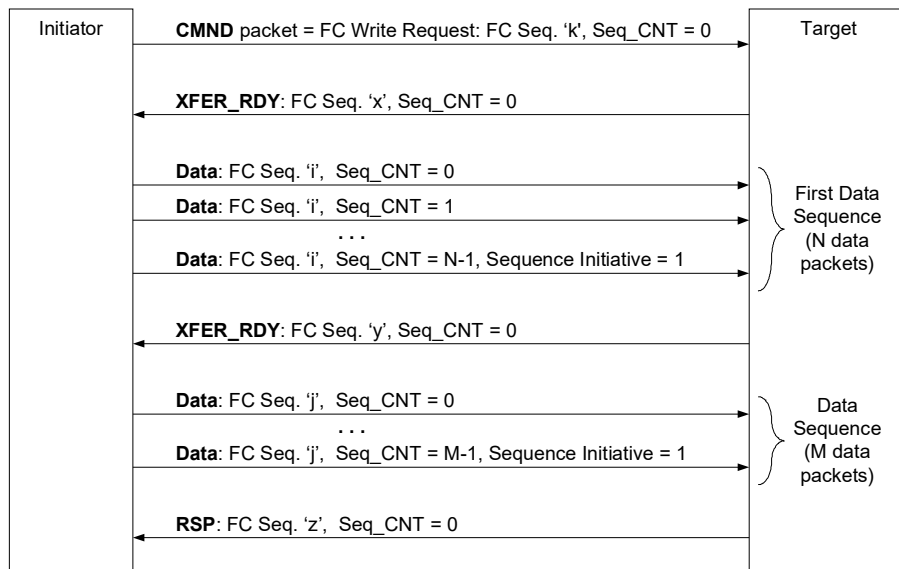 Initiator
Target
CMND packet = FC Write Request: FC Seq. ‘k', Seq_CNT = 0
XFER_RDY: FC Seq. ‘x’, Seq_CNT = 0
Data: FC Seq. ‘i’, Seq_CNT = 0
Data: FC Seq. ‘i’, Seq_CNT = 1
. . .
Data: FC Seq. ‘i’, Seq_CNT = N-1, Sequence Initiative = 1
First Data
Sequence
(N data
packets)
XFER_RDY: FC Seq. ‘y’, Seq_CNT = 0
Data: FC Seq. ‘j’, Seq_CNT = 0
. . .
Data: FC Seq. ‘j’, Seq_CNT = M-1, Sequence Initiative = 1
Data
Sequence
(M data
packets)
RSP: FC Seq. ‘z’, Seq_CNT = 0